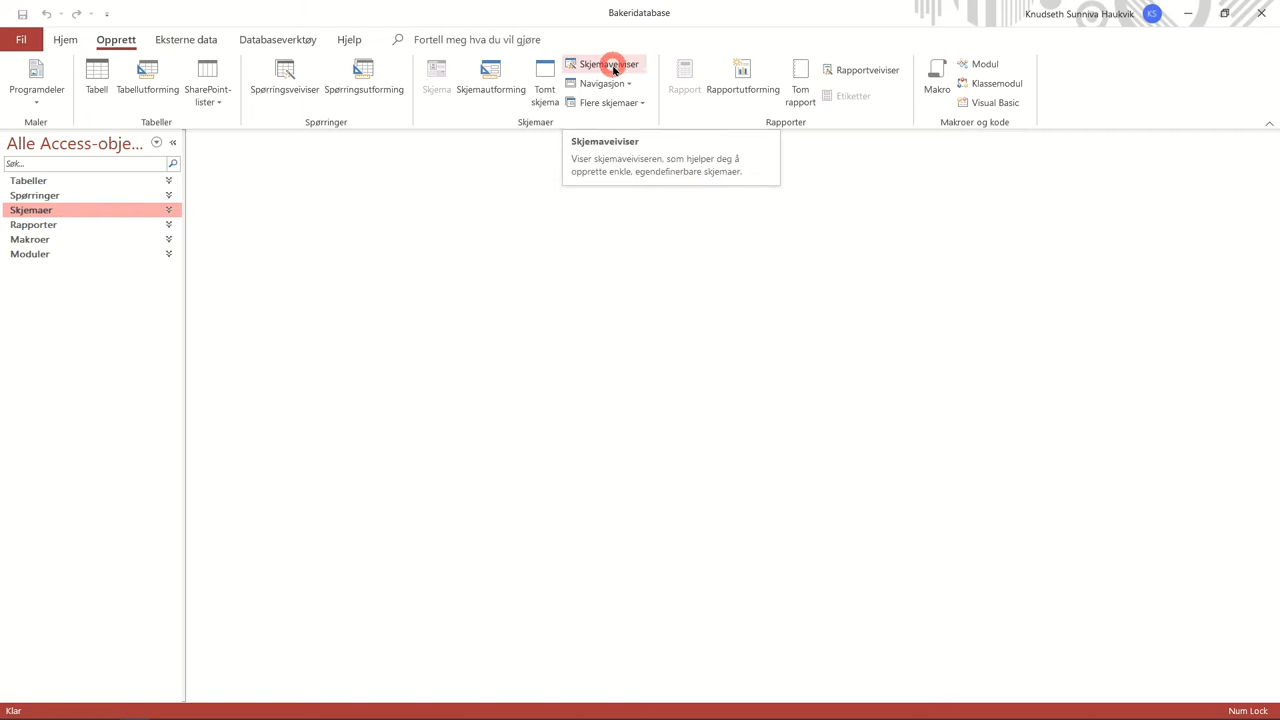 Bakeridatabase
Knudseth Sunniva Haukvik
KS
Fil
Hjem
Opprett
Eksterne data
Databaseverktøy
Hjelp
Fortell meg hva du vil gjøre
Programdeler
Maler
Tabell
Tabellutforming
SharePoint-
lister
Tabeller
Spørringsveiviser
Spørringsutforming
Spørringer
Skjema
Skjemautforming
Tomt
skjema
Skjemaveiviser
Navigasjon
Flere skjemaer
Skjemaer
Rapport
Rapportutforming
Tom
rapport
Rapportveiviser
Etiketter
Rapporter
Makro
Modul
Klassemodul
Visual Basic
Makroer og kode
Alle Access-obje...
Søk...
Tabeller
Spørringer
Skjemaer
Rapporter
Makroer
Moduler
Skjemaveiviser
Viser skjemaveiviseren, som hjelper deg å
opprette enkle, egendefinerbare skjemaer.
Klar
Num Lock